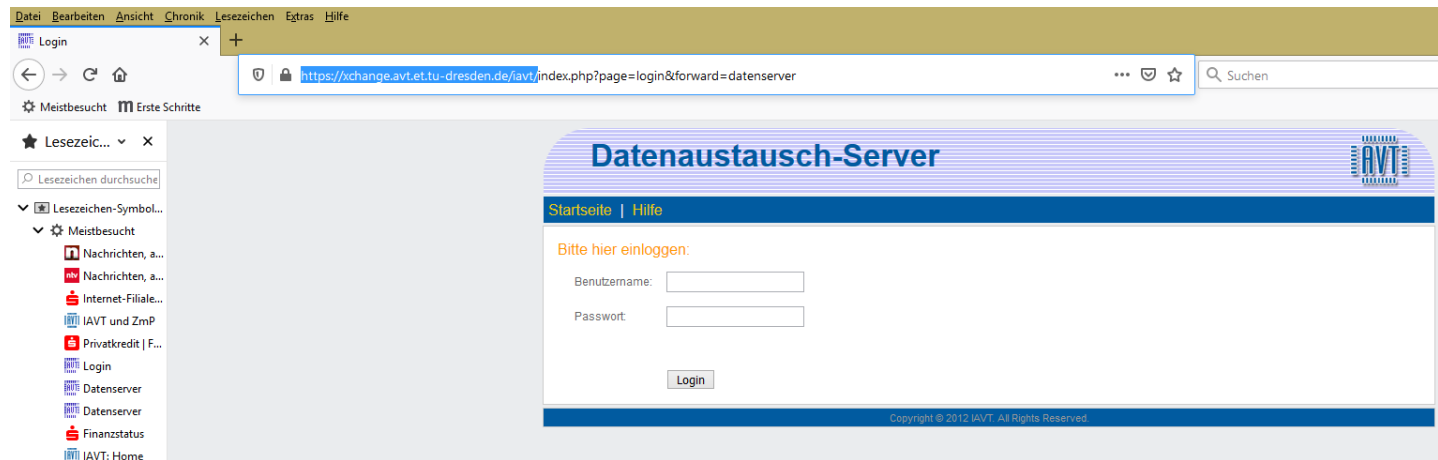 Datei Bearbeiten Ansicht Chronik Lesezeichen Extras Hilfe
Login
https://xchange.avt.et.tu-dresden.de/iavt/index.php?page=login&forward=datenserver
Suchen
Meistbesucht Erste Schritte
Lesezeic...
Lesezeichen durchsuche
Lesezeichen-Symbol...
Meistbesucht
Nachrichten, a...
ntv Nachrichten, a...
Internet-Filiale...
IAVT und ZmP
Privatkredit | F...
Login
Datenserver
Datenserver
Finanzstatus
IAVT: Home
Datenaustausch-Server
IAVT
Startseite | Hilfe
Bitte hier einloggen:
Benutzername:
Passwort:
Login
Copyright © 2012 IAVT. All Rights Reserved.